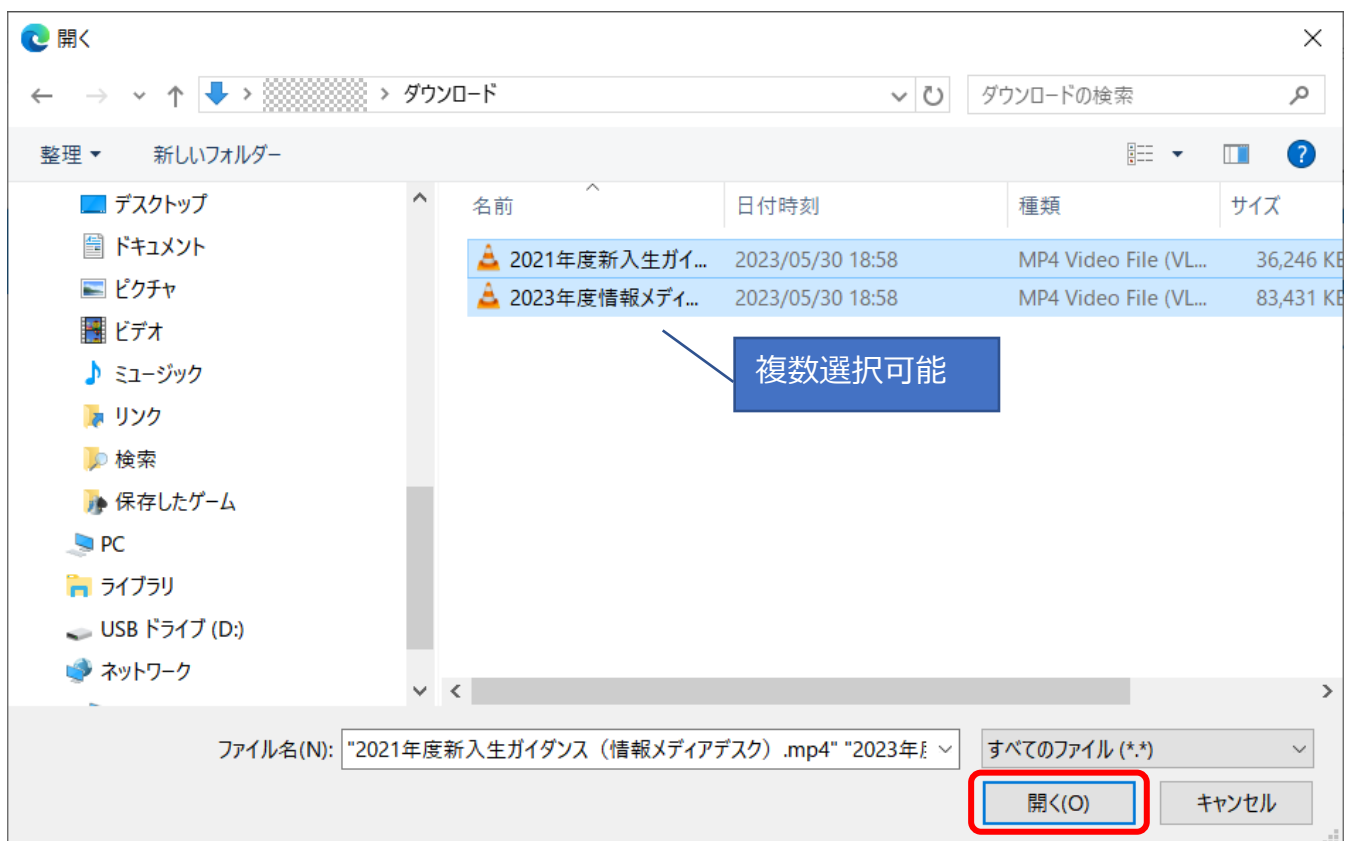 開く
ダウンロード ダウンロードの検索
整理 新しいフォルダー
デスクトップ
ドキュメント
ピクチャ
ビデオ
ミュージック
リンク
検索
保存したゲーム
PC
ライブラリ
USB ドライブ (D:)
ネットワーク
名前 日付時刻 種類 サイズ
2021年度新入生ガイ... 2023/05/30 18:58 MP4 Video File (VL... 36,246 KB
2023年度情報メディ... 2023/05/30 18:58 MP4 Video File (VL... 83,431 KB
複数選択可能
ファイル名(N): "2021年度新入生ガイダンス（情報メディアデスク）.mp4" "2023年度 すべてのファイル (*.*)
開く(O) キャンセル